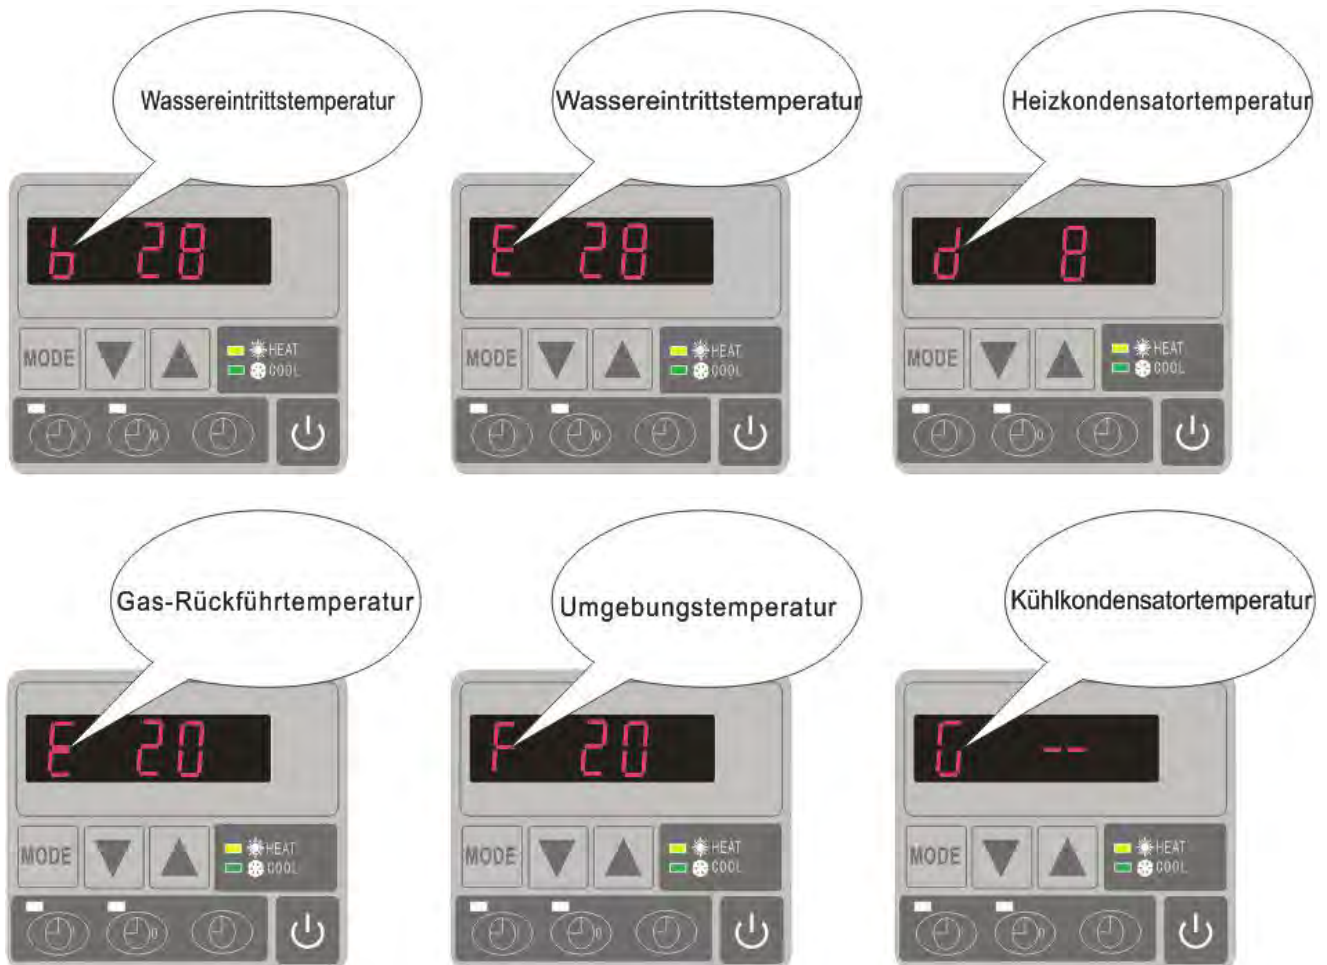 Wassereintrittstemperatur
Wassereintrittstemperatur
Heizkondensatortemperatur
b 28
E 28
d 8
MODE HEAT COOL
MODE HEAT COOL
MODE HEAT COOL
Gas-Rückführtemperatur
Umgebungstemperatur
Kühlkondensatortemperatur
E 20
F 20
G --
MODE HEAT COOL
MODE HEAT COOL
MODE HEAT COOL